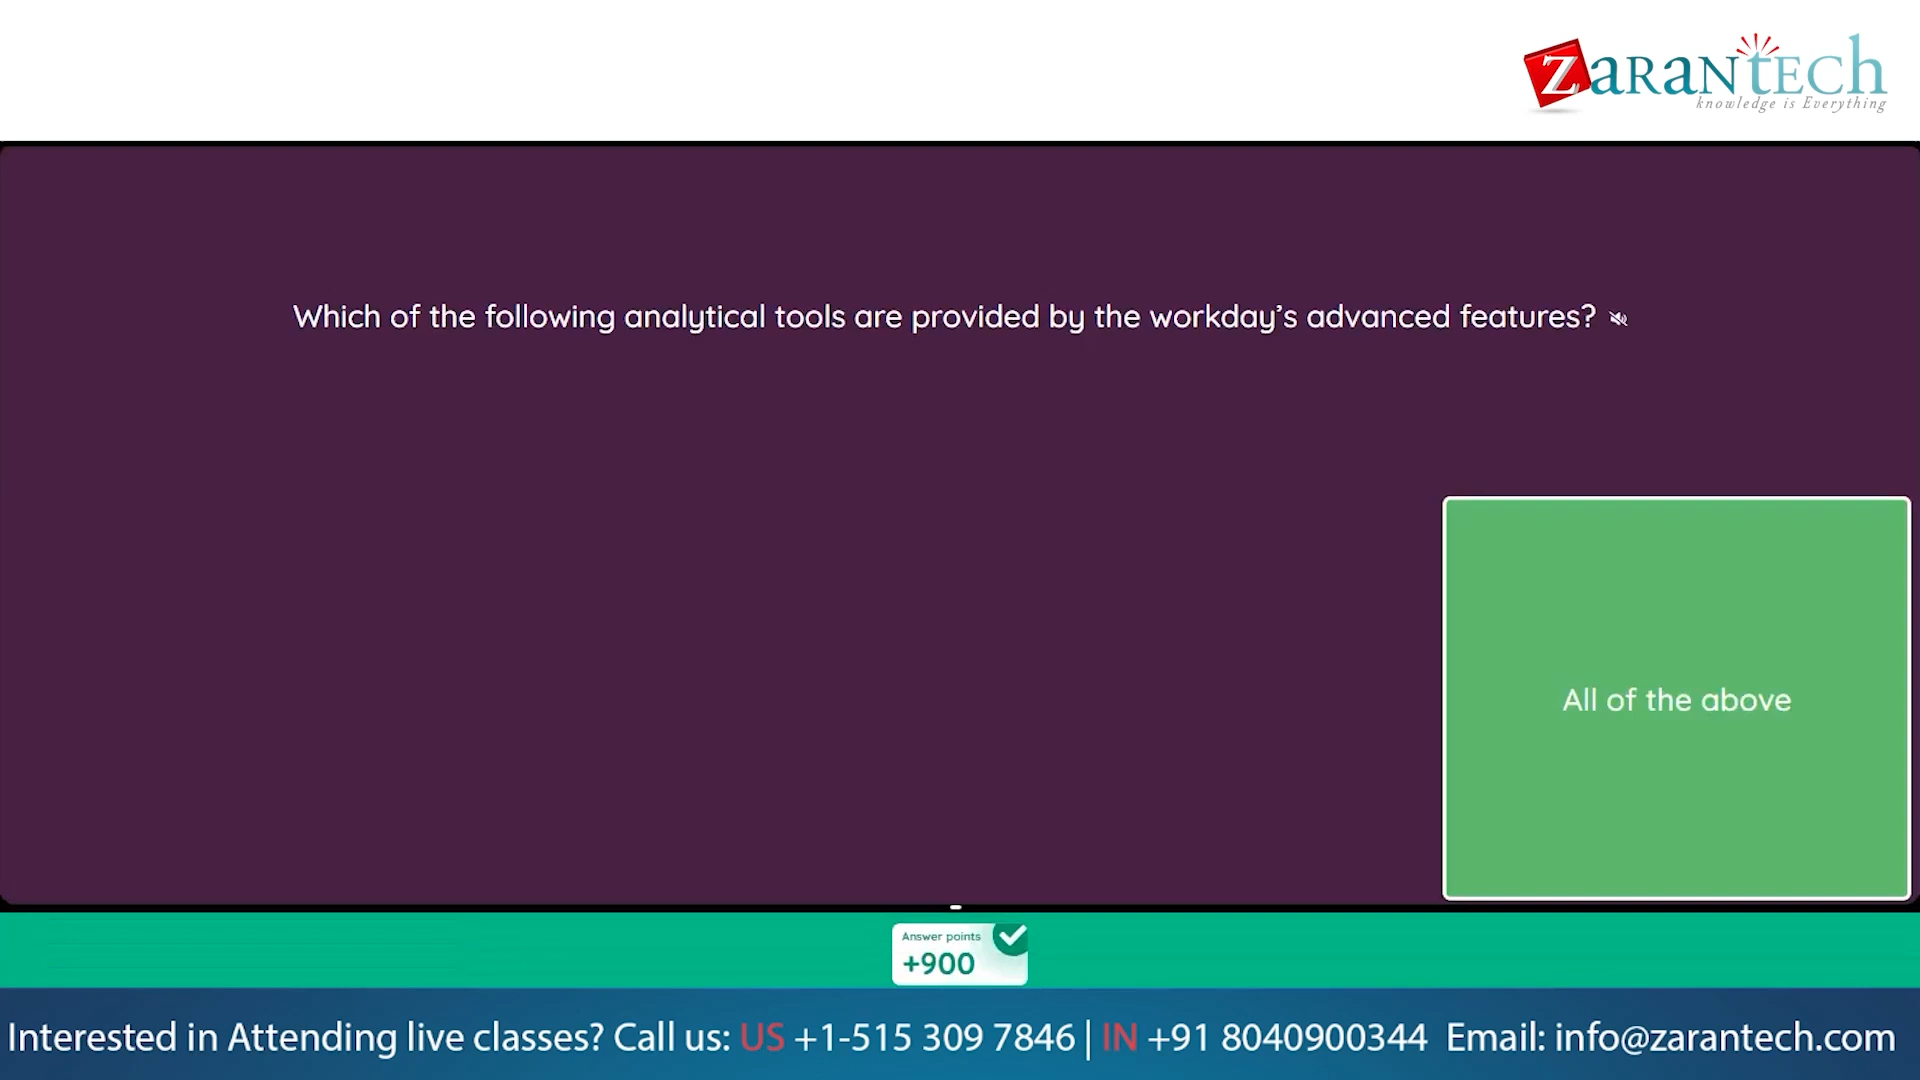 ZaranTech
knowledge is Everything
Which of the following analytical tools are provided by the workday’s advanced features?
All of the above
Answer points
+900
Interested in Attending live classes? Call us: US +1-515 309 7846 | IN +91 8040900344 Email: info@zarantech.com